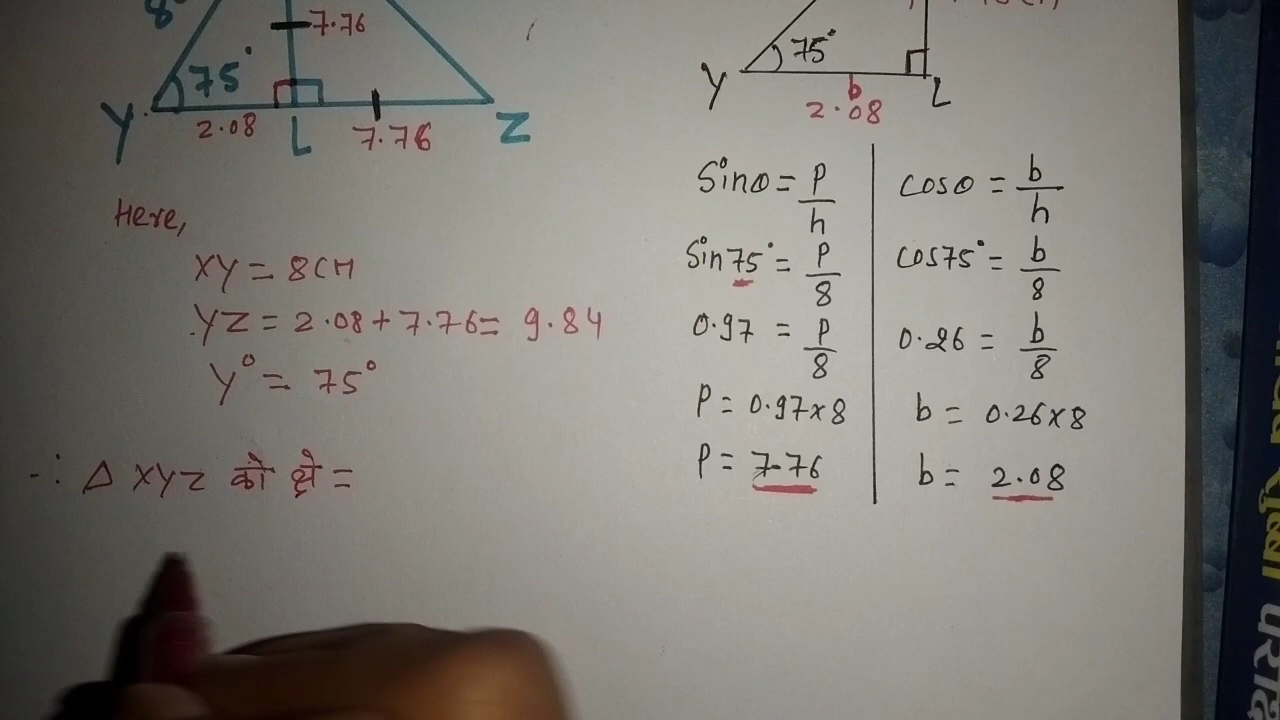 8°
7.76
75°
Y
2.08
L
7.76
Z
Here,
XY = 8CM
YZ = 2.08 + 7.76 = 9.84
Y° = 75°
∴ Δ XYZ को क्षे =
75°
Y
b
2.08
L
Sinθ = P/h
Sin75° = P/8
0.97 = P/8
P = 0.97×8
P = 7.76
cosθ = b/h
cos75° = b/8
0.26 = b/8
b = 0.26×8
b = 2.08